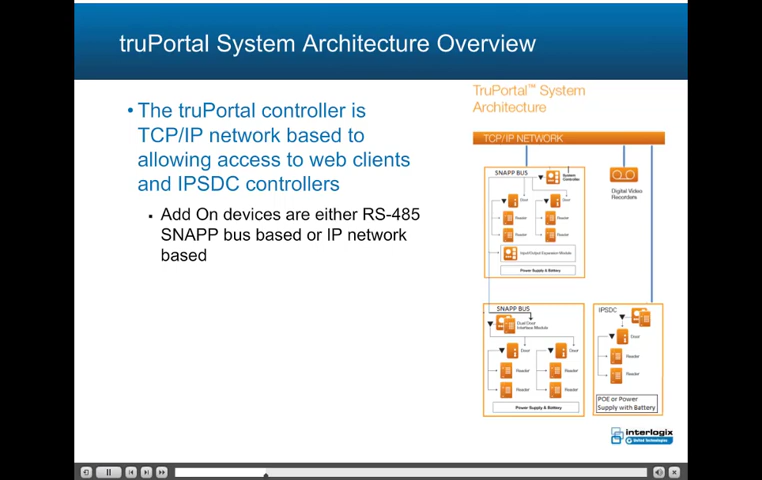 truPortal System Architecture Overview
• The truPortal controller is
TCP/IP network based to
allowing access to web clients
and IPSDC controllers
▪ Add On devices are either RS-485
SNAPP bus based or IP network
based
TruPortal™ System
Architecture
TCP/IP NETWORK
SNAPP BUS
System
Controller
Door
Door
Reader
Reader
Reader
Reader
Input/Output Expansion Module
Power Supply & Battery
Digital Video
Recorders
SNAPP BUS
Dual Door
Interface Module
Door
Door
Reader
Reader
Reader
Reader
Power Supply & Battery
IPSDC
Door
Reader
Reader
POE or Power
Supply with Battery
interlogix
United Technologies